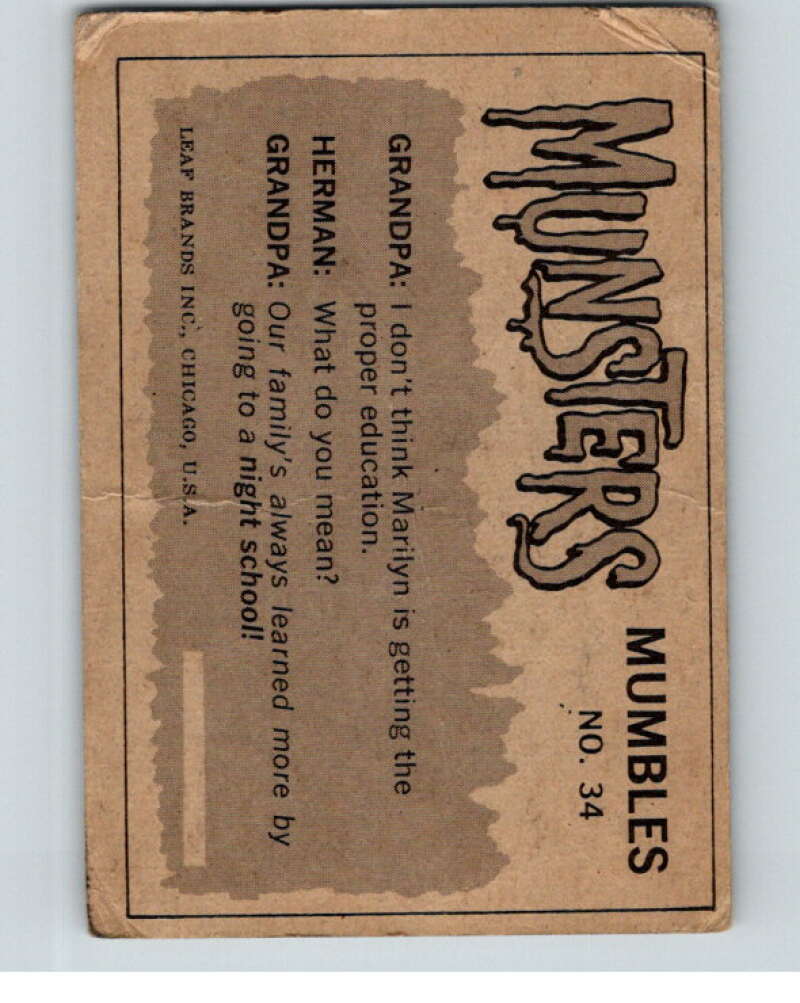 MUNSTERS MUMBLES
NO. 34
GRANDPA: I don't think Marilyn is getting the
proper education.
HERMAN: What do you mean?
GRANDPA: Our family's always learned more by
going to a night school!
LEAF BRANDS INC., CHICAGO, U.S.A.